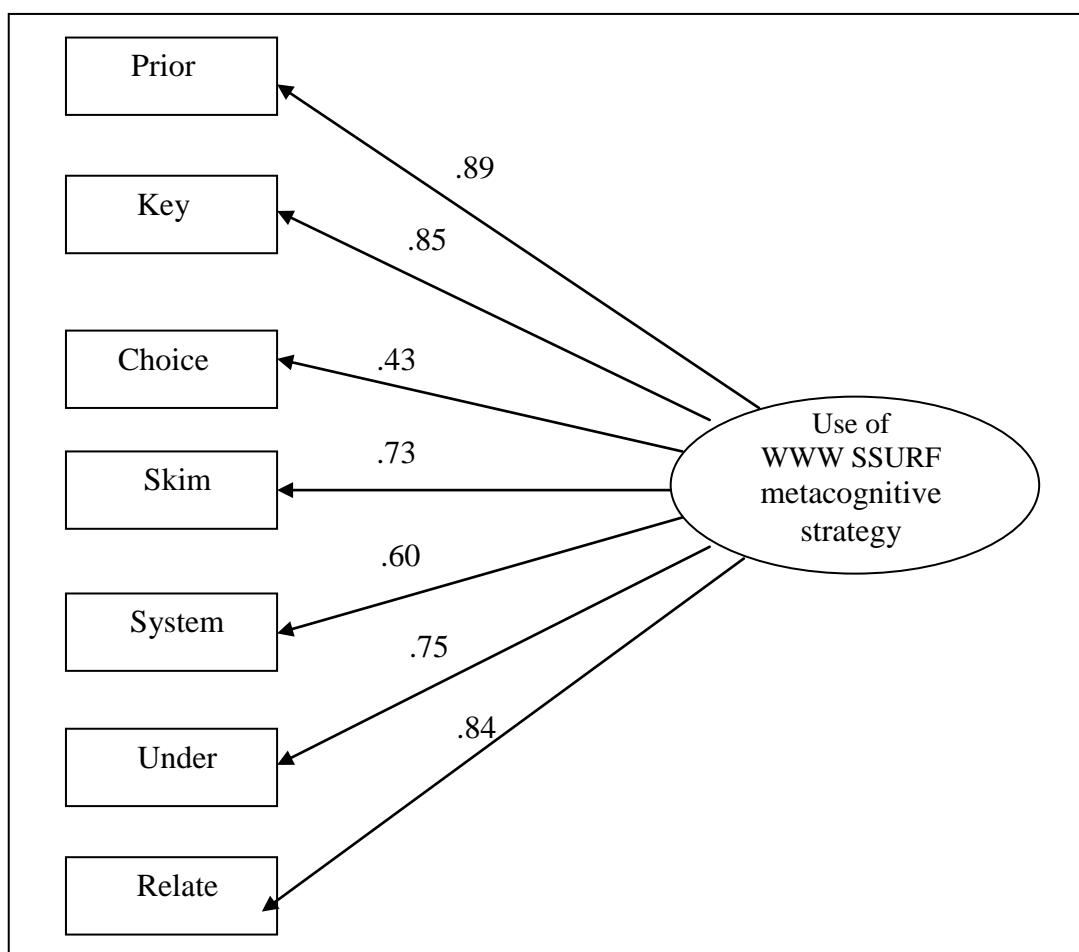 Prior
.89
Key
.85
Choice
.43
Skim
.73
System
.60
Under
.75
Relate
.84
Use of
WWW SSURF
metacognitive
strategy